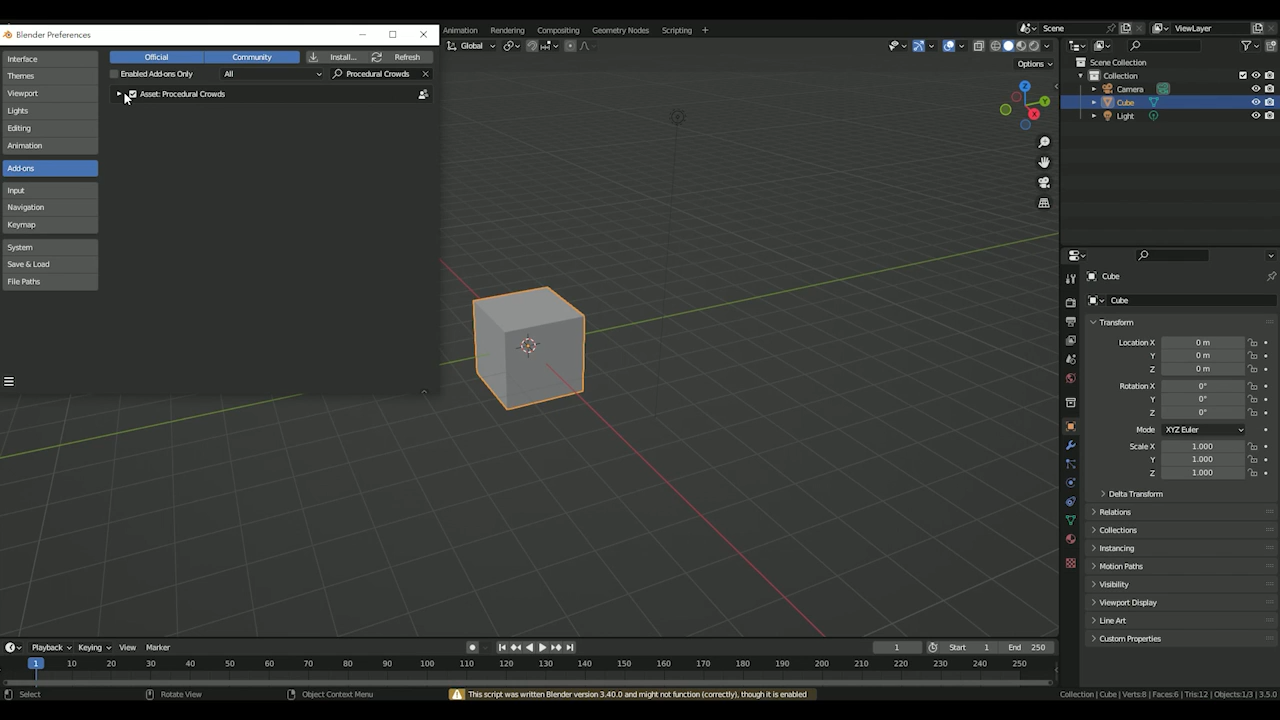 Blender Preferences
Animation Rendering Compositing Geometry Nodes Scripting +
Scene
ViewLayer
Global
Options
Interface
Themes
Viewport
Lights
Editing
Animation
Add-ons
Input
Navigation
Keymap
System
Save & Load
File Paths
Official Community Install... Refresh
Enabled Add-ons Only All Procedural Crowds
Asset: Procedural Crowds
Z
Y
X
Scene Collection
Collection
Camera
Cube
Light
Cube
Cube
Transform
Location X 0 m
Y 0 m
Z 0 m
Rotation X 0°
Y 0°
Z 0°
Mode XYZ Euler
Scale X 1.000
Y 1.000
Z 1.000
Delta Transform
Relations
Collections
Instancing
Motion Paths
Visibility
Viewport Display
Line Art
Custom Properties
Playback Keying View Marker
1 Start 1 End 250
1 10 20 30 40 50 60 70 80 90 100 110 120 130 140 150 160 170 180 190 200 210 220 230 240 250
Select Rotate View Object Context Menu
This script was written Blender version 3.40.0 and might not function (correctly), though it is enabled
Collection | Cube | Verts:8 | Faces:6 | Tris:12 | Objects:1/3 | 3.5.0